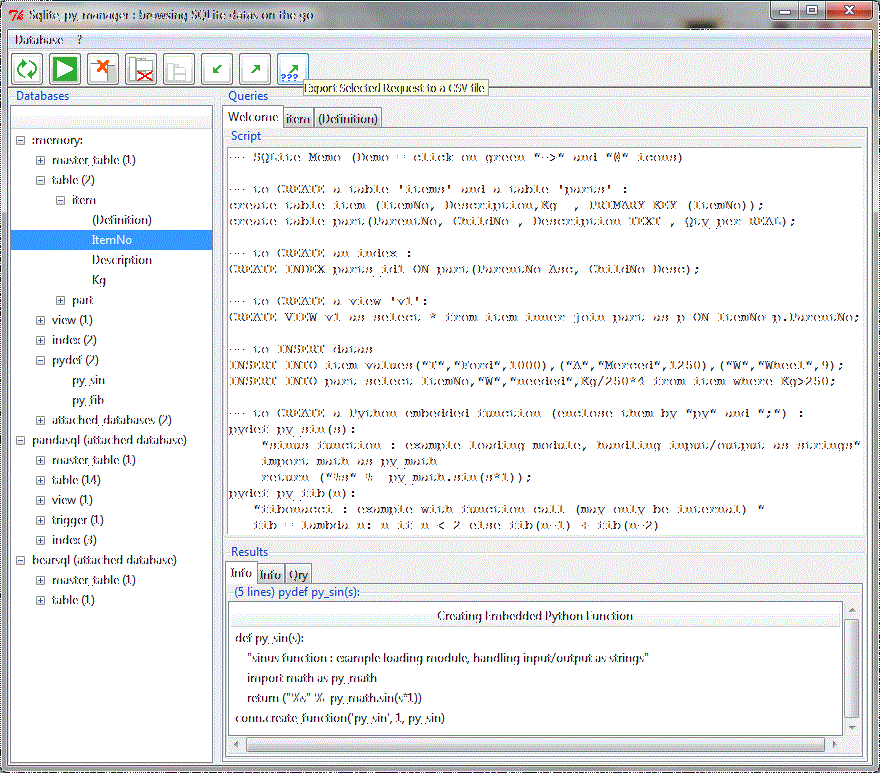 Sqlite_py_manager : browsing SQLite datas on the go
Database ?
???
Export Selected Request to a CSV file
Databases
:memory:
master_table (1)
table (2)
item
(Definition)
ItemNo
Description
Kg
part
view (1)
index (2)
pydef (2)
py_sin
py_fib
attached_databases (2)
pandasql (attached database)
master_table (1)
table (14)
view (1)
trigger (1)
index (3)
bearsql (attached database)
master_table (1)
table (1)
Queries
Welcome item (Definition)
Script
-- SQLite Memo (Demo = click on green "->" and "@" icons)
-- to CREATE a table 'items' and a table 'parts' :
create table item (ItemNo, Description,Kg , PRIMARY KEY (ItemNo));
create table part(ParentNo, ChildNo , Description TEXT , Qty_per REAL);
-- to CREATE an index :
CREATE INDEX parts_id1 ON part(ParentNo Asc, ChildNo Desc);
-- to CREATE a view 'v1':
CREATE VIEW v1 as select * from item inner join part as p ON ItemNo=p.ParentNo;
-- to INSERT datas
INSERT INTO item values("T","Ford",1000),("A","Merced",1250),("W","Wheel",9);
INSERT INTO part select ItemNo,"W","needed",Kg/250*4 from item where Kg>250;
-- to CREATE a Python embedded function (enclose them by "py" and ";") :
pydef py_sin(s):
"sinus function : example loading module, handling input/output as strings"
import math as py_math
return ("%s" % py_math.sin(s*1));
pydef py_fib(n):
"fibonacci : example with function call (may only be internal) "
fib = lambda n: n if n < 2 else fib(n-1) + fib(n-2)
Results
Info Info Qry
(5 lines) pydef py_sin(s):
Creating Embedded Python Function
def py_sin(s):
"sinus function : example loading module, handling input/output as strings"
import math as py_math
return ("%s" % py_math.sin(s*1))
conn.create_function('py_sin', 1, py_sin)